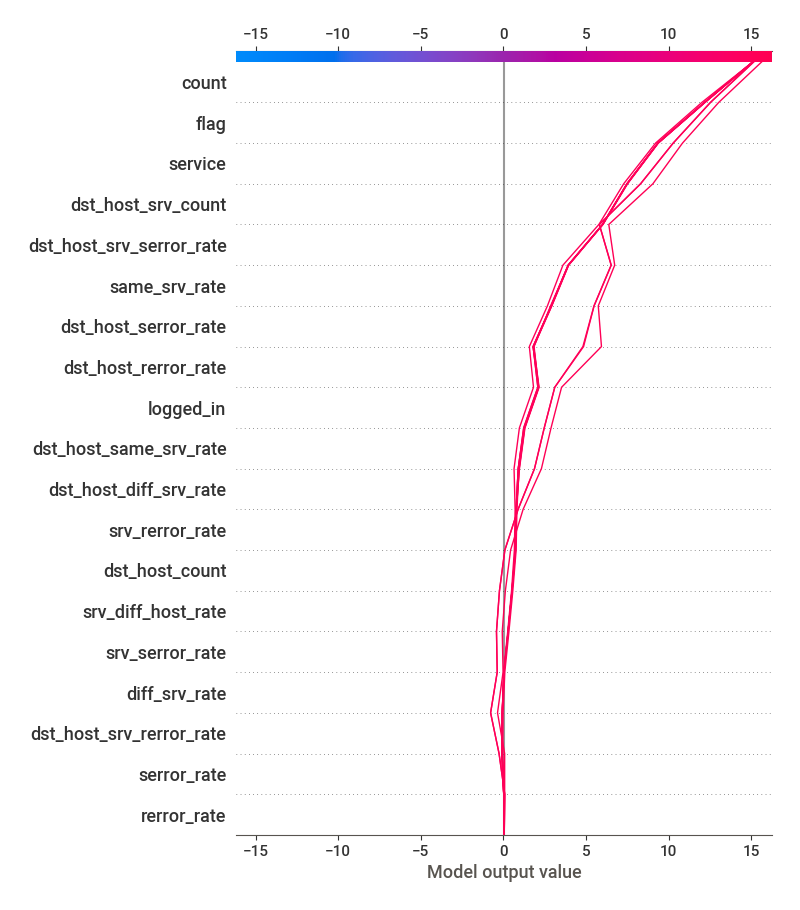 −15 −10 −5 0 5 10 15
count
flag
service
dst_host_srv_count
dst_host_srv_serror_rate
same_srv_rate
dst_host_serror_rate
dst_host_rerror_rate
logged_in
dst_host_same_srv_rate
dst_host_diff_srv_rate
srv_rerror_rate
dst_host_count
srv_diff_host_rate
srv_serror_rate
diff_srv_rate
dst_host_srv_rerror_rate
serror_rate
rerror_rate
−15 −10 −5 0 5 10 15
Model output value